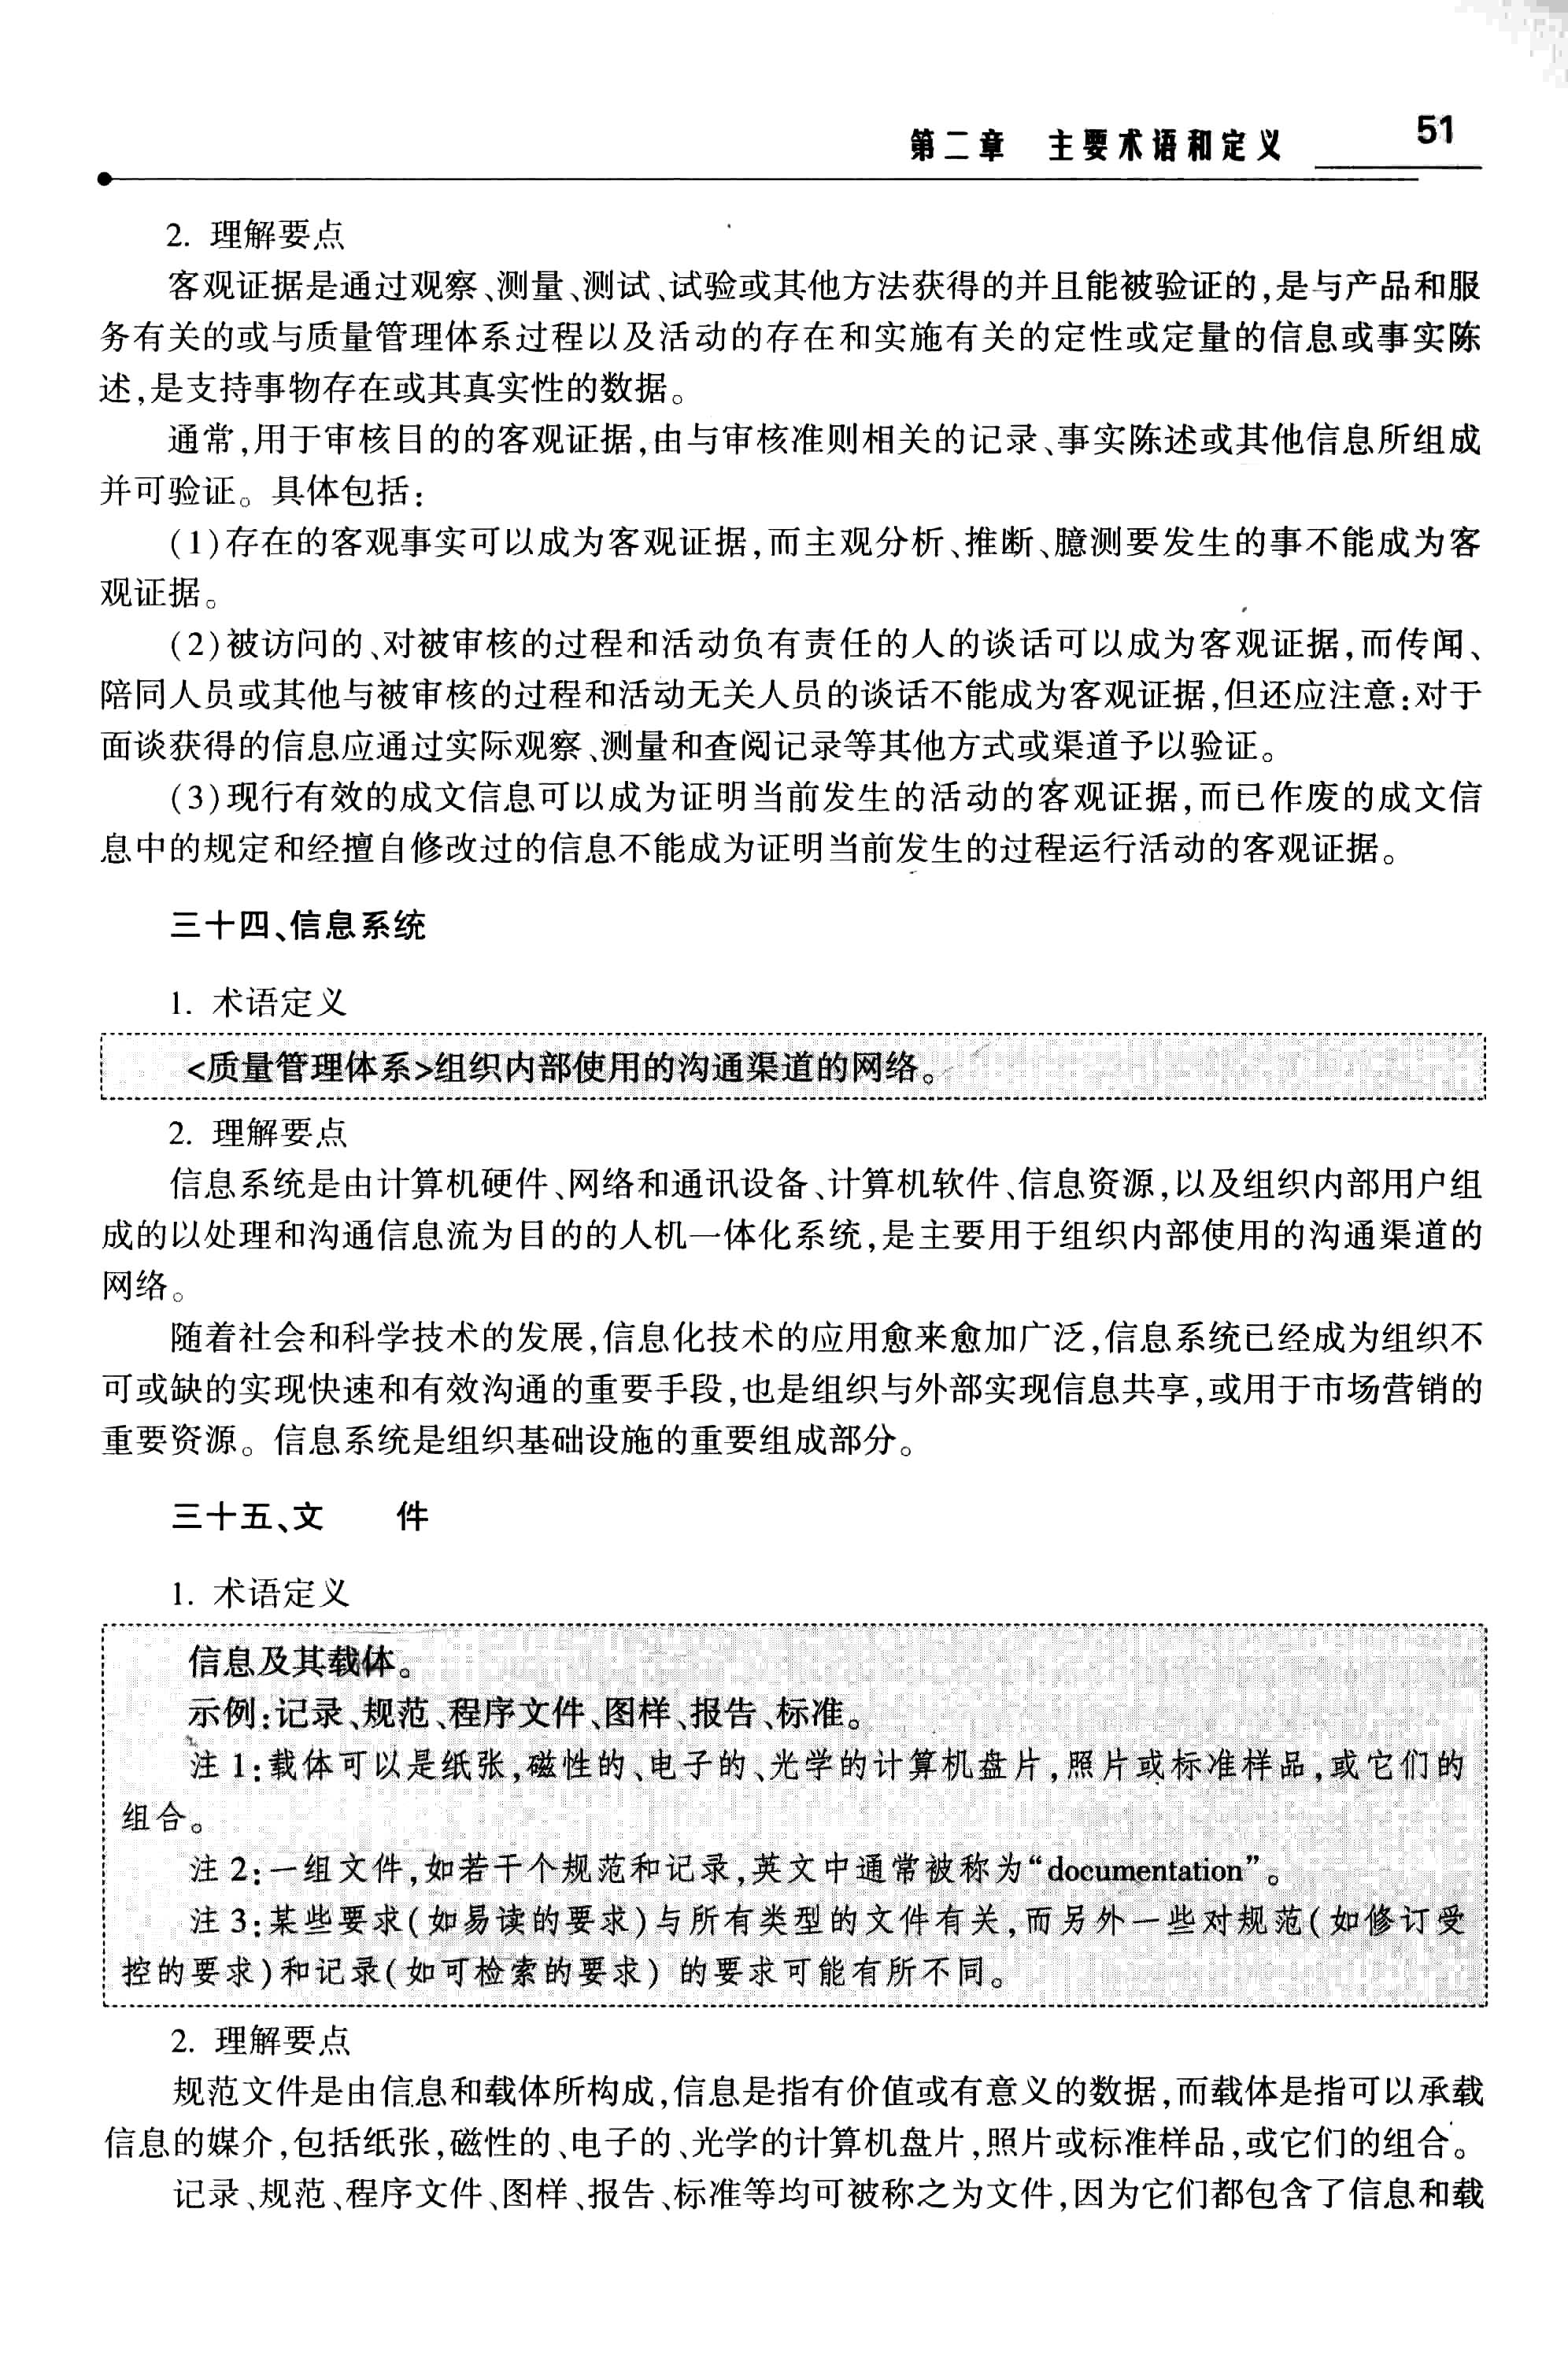 第二章　主要术语和定义　51
2. 理解要点
客观证据是通过观察、测量、测试、试验或其他方法获得的并且能被验证的,是与产品和服
务有关的或与质量管理体系过程以及活动的存在和实施有关的定性或定量的信息或事实陈
述,是支持事物存在或其真实性的数据。
通常,用于审核目的的客观证据,由与审核准则相关的记录、事实陈述或其他信息所组成
并可验证。具体包括:
(1)存在的客观事实可以成为客观证据,而主观分析、推断、臆测要发生的事不能成为客
观证据。
(2)被访问的、对被审核的过程和活动负有责任的人的谈话可以成为客观证据,而传闻、
陪同人员或其他与被审核的过程和活动无关人员的谈话不能成为客观证据,但还应注意:对于
面谈获得的信息应通过实际观察、测量和查阅记录等其他方式或渠道予以验证。
(3)现行有效的成文信息可以成为证明当前发生的活动的客观证据,而已作废的成文信
息中的规定和经擅自修改过的信息不能成为证明当前发生的过程运行活动的客观证据。
三十四、信息系统
1. 术语定义
<质量管理体系>组织内部使用的沟通渠道的网络。
2. 理解要点
信息系统是由计算机硬件、网络和通讯设备、计算机软件、信息资源,以及组织内部用户组
成的以处理和沟通信息流为目的的人机一体化系统,是主要用于组织内部使用的沟通渠道的
网络。
随着社会和科学技术的发展,信息化技术的应用愈来愈加广泛,信息系统已经成为组织不
可或缺的实现快速和有效沟通的重要手段,也是组织与外部实现信息共享,或用于市场营销的
重要资源。信息系统是组织基础设施的重要组成部分。
三十五、文　　件
1. 术语定义
信息及其载体。
示例:记录、规范、程序文件、图样、报告、标准。
注 1:载体可以是纸张,磁性的、电子的、光学的计算机盘片,照片或标准样品,或它们的
组合。
注 2:一组文件,如若干个规范和记录,英文中通常被称为“documentation”。
注 3:某些要求(如易读的要求)与所有类型的文件有关,而另外一些对规范(如修订受
控的要求)和记录(如可检索的要求)的要求可能有所不同。
2. 理解要点
规范文件是由信息和载体所构成,信息是指有价值或有意义的数据,而载体是指可以承载
信息的媒介,包括纸张,磁性的、电子的、光学的计算机盘片,照片或标准样品,或它们的组合。
记录、规范、程序文件、图样、报告、标准等均可被称之为文件,因为它们都包含了信息和载